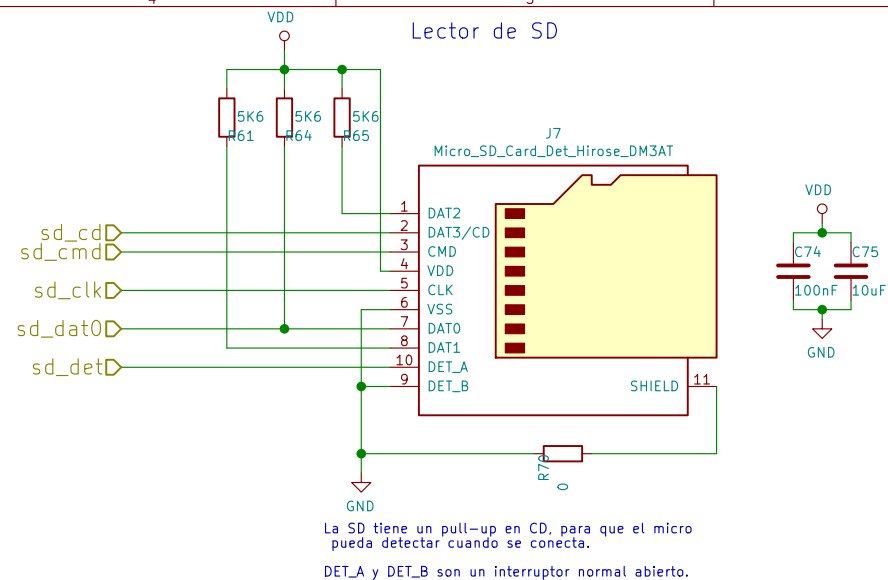 4
VDD
Lector de SD
5K6
5K6
5K6
R61
R64
R65
J7
Micro_SD_Card_Det_Hirose_DM3AT
VDD
sd_cd
sd_cmd
sd_clk
sd_dat0
sd_det
1 DAT2
2 DAT3/CD
3 CMD
4 VDD
5 CLK
6 VSS
7 DAT0
8 DAT1
10 DET_A
9 DET_B
SHIELD 11
C74
C75
100nF
10uF
GND
R70
0
GND
La SD tiene un pull-up en CD, para que el micro
pueda detectar cuando se conecta.
DET_A y DET_B son un interruptor normal abierto.